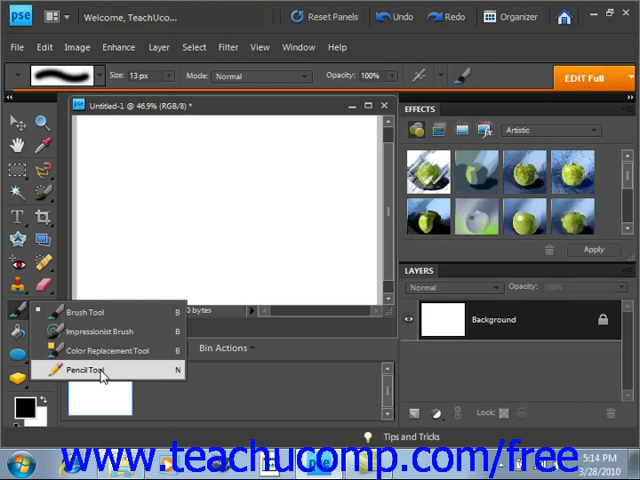 pse
Welcome, TeachUco...
Reset Panels
Undo
Redo
Organizer
File Edit Image Enhance Layer Select Filter View Window Help
Size: 13 px
Mode: Normal
Opacity: 100%
EDIT Full
Untitled-1 @ 46.9% (RGB/8) *
EFFECTS
Artistic
Apply
LAYERS
Normal
Opacity:
Background
Lock:
0 bytes
Brush Tool B
Impressionist Brush B
Color Replacement Tool B
Pencil Tool N
Bin Actions
Tips and Tricks
www.teachucomp.com/free
5:14 PM
3/28/2010